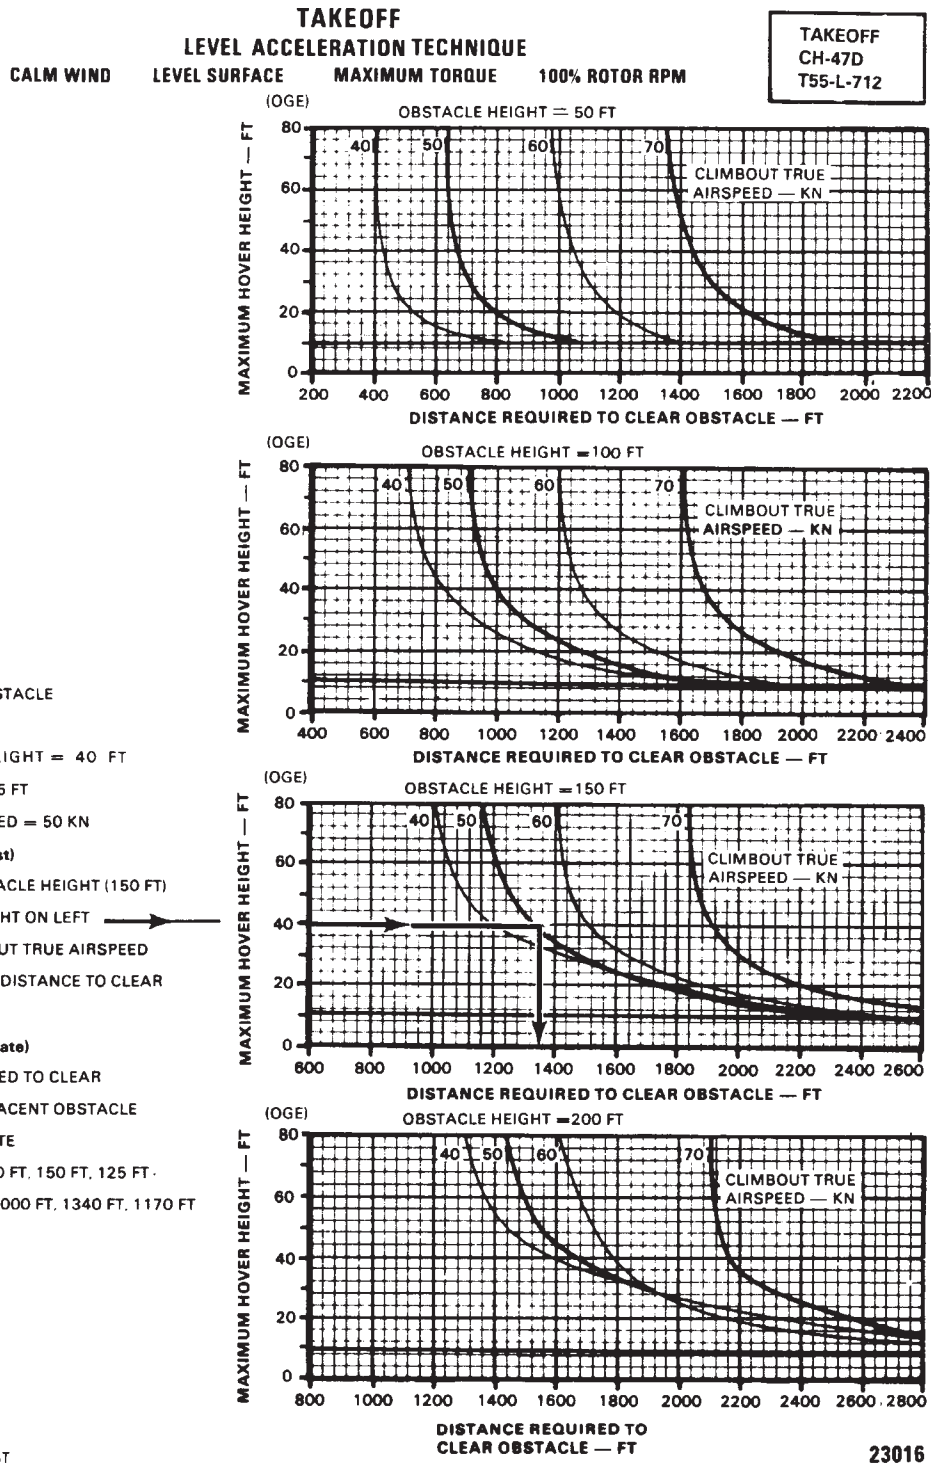 TAKEOFF
LEVEL ACCELERATION TECHNIQUE
CALM WIND LEVEL SURFACE MAXIMUM TORQUE 100% ROTOR RPM
TAKEOFF
CH-47D
T55-L-712
(OGE)
OBSTACLE HEIGHT = 50 FT
MAXIMUM HOVER HEIGHT — FT
80
60
40
20
0
40 50 60 70
CLIMBOUT TRUE
AIRSPEED — KN
200 400 600 800 1000 1200 1400 1600 1800 2000 2200
DISTANCE REQUIRED TO CLEAR OBSTACLE — FT
(OGE)
OBSTACLE HEIGHT = 100 FT
MAXIMUM HOVER HEIGHT — FT
80
60
40
20
0
40 50 60 70
CLIMBOUT TRUE
AIRSPEED — KN
400 600 800 1000 1200 1400 1600 1800 2000 2200 2400
DISTANCE REQUIRED TO CLEAR OBSTACLE — FT
STACLE
IGHT = 40 FT
5 FT
ED = 50 KN
st)
ACLE HEIGHT (150 FT)
HT ON LEFT
UT TRUE AIRSPEED
DISTANCE TO CLEAR
ate)
ED TO CLEAR
ACENT OBSTACLE
TE
0 FT, 150 FT, 125 FT
000 FT, 1340 FT, 1170 FT
(OGE)
OBSTACLE HEIGHT = 150 FT
MAXIMUM HOVER HEIGHT — FT
80
60
40
20
0
40 50 60 70
CLIMBOUT TRUE
AIRSPEED — KN
600 800 1000 1200 1400 1600 1800 2000 2200 2400 2600
DISTANCE REQUIRED TO CLEAR OBSTACLE — FT
(OGE)
OBSTACLE HEIGHT = 200 FT
MAXIMUM HOVER HEIGHT — FT
80
60
40
20
0
40 50 60 70
CLIMBOUT TRUE
AIRSPEED — KN
800 1000 1200 1400 1600 1800 2000 2200 2400 2600 2800
DISTANCE REQUIRED TO
CLEAR OBSTACLE — FT
ST
23016